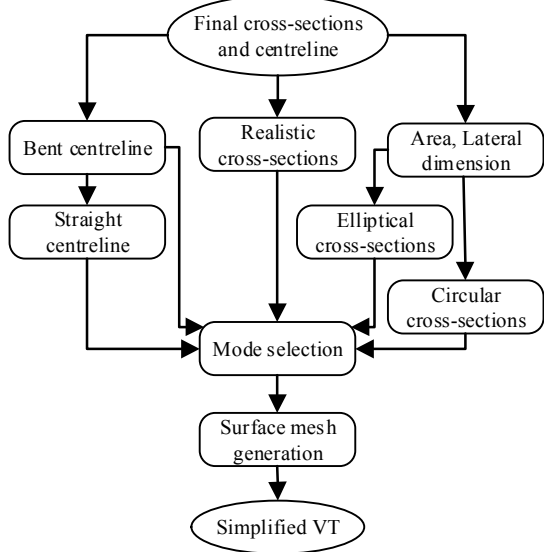 Final cross-sections
and centreline
Bent centreline
Realistic
cross-sections
Area, Lateral
dimension
Straight
centreline
Elliptical
cross-sections
Circular
cross-sections
Mode selection
Surface mesh
generation
Simplified VT